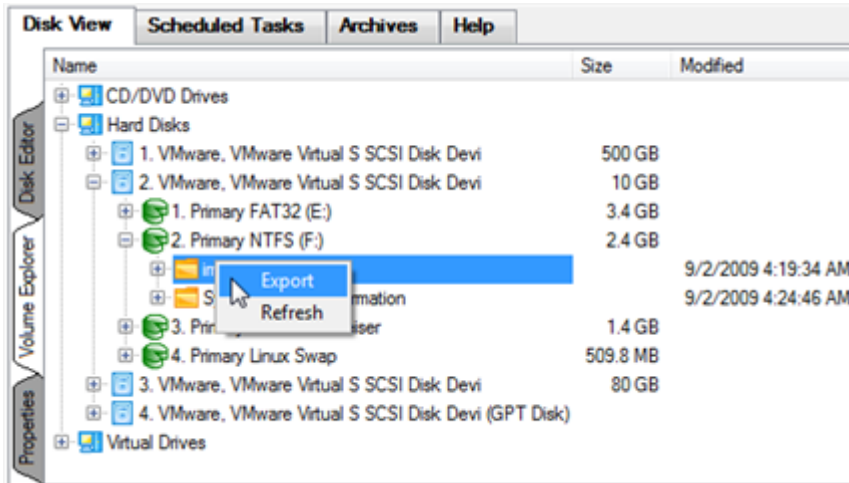 Disk View Scheduled Tasks Archives Help
Name Size Modified
CD/DVD Drives
Hard Disks
1. VMware, VMware Virtual S SCSI Disk Devi 500 GB
2. VMware, VMware Virtual S SCSI Disk Devi 10 GB
1. Primary FAT32 (E:) 3.4 GB
2. Primary NTFS (F:) 2.4 GB
9/2/2009 4:19:34 AM
Export
9/2/2009 4:24:46 AM
Refresh
3. 1.4 GB
4. Primary Linux Swap 509.8 MB
3. VMware, VMware Virtual S SCSI Disk Devi 80 GB
4. VMware, VMware Virtual S SCSI Disk Devi (GPT Disk)
Virtual Drives
Disk Editor
Volume Explorer
Properties